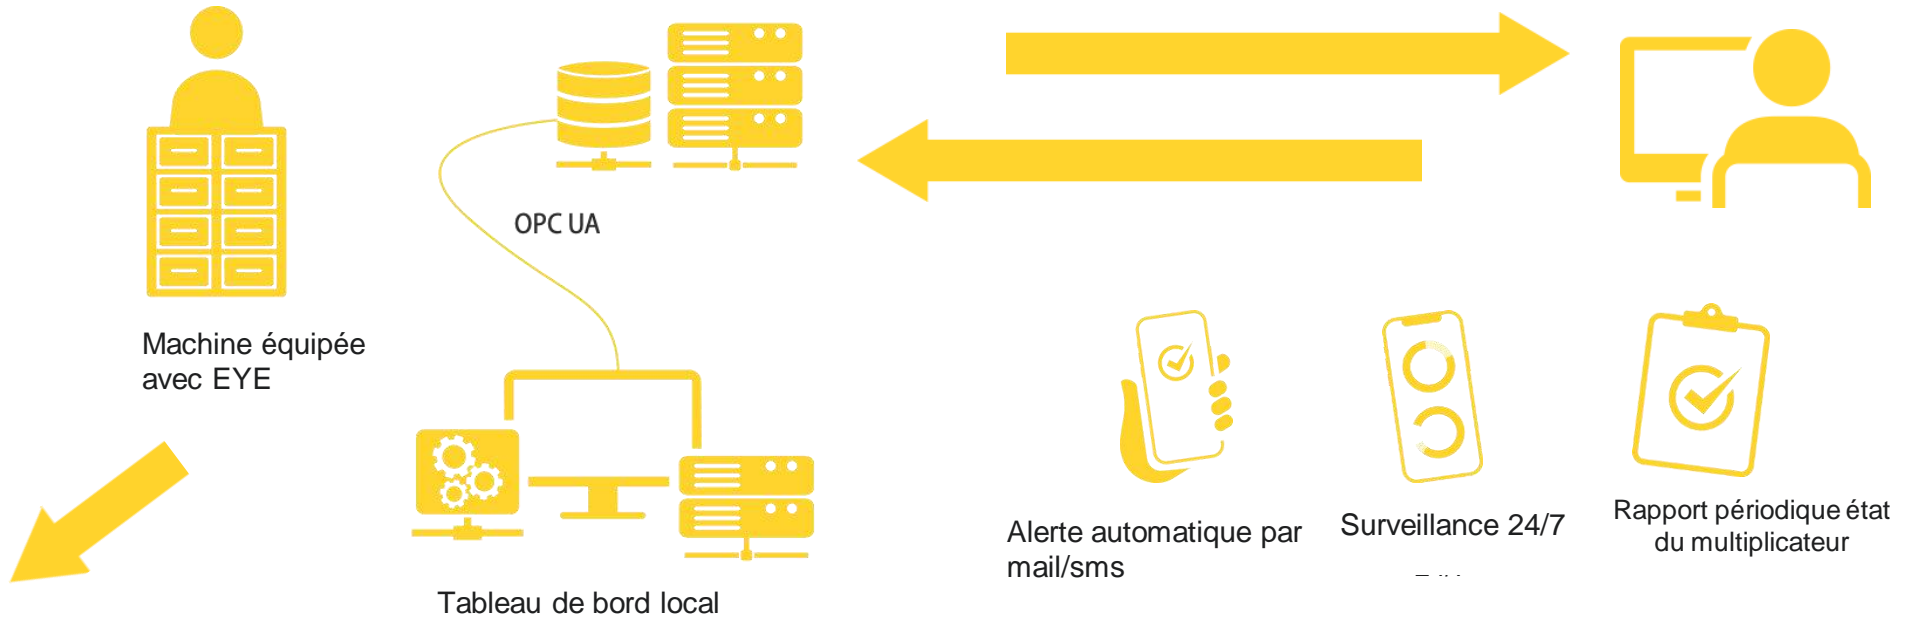 OPC UA
Machine équipée
avec EYE
Tableau de bord local
Alerte automatique par
mail/sms
Surveillance 24/7
Rapport périodique état
du multiplicateur